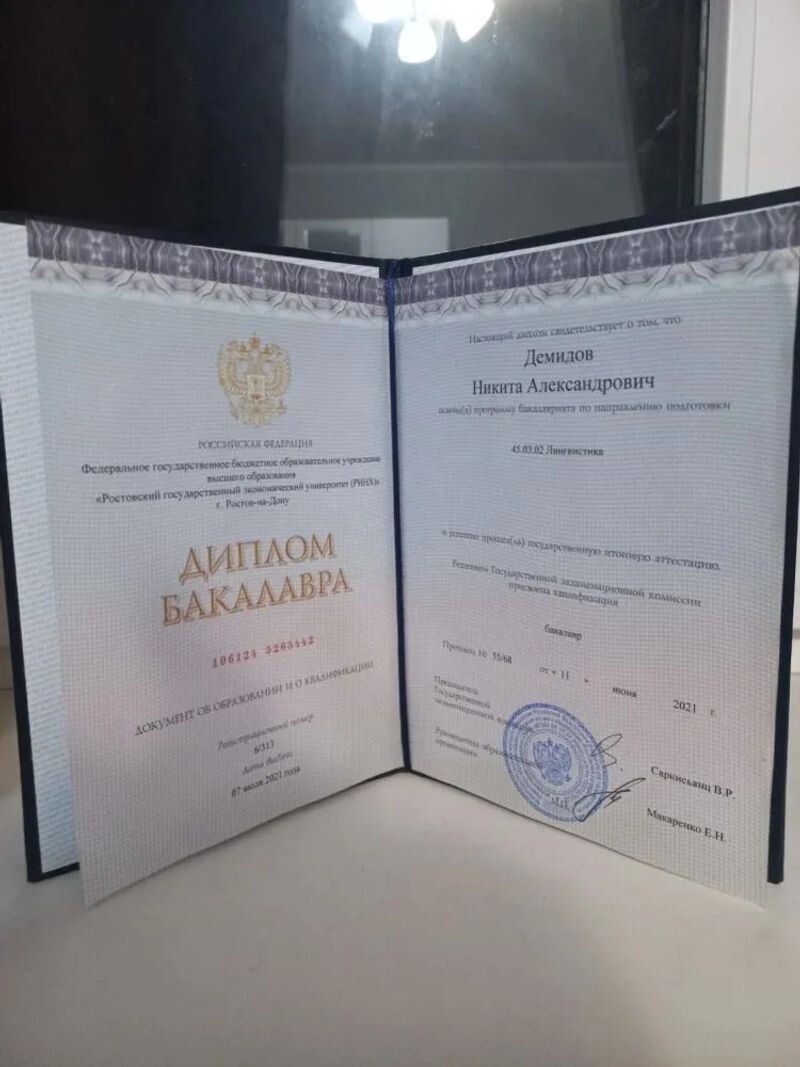 РОССИЙСКАЯ ФЕДЕРАЦИЯ
Федеральное государственное бюджетное образовательное учреждение
высшего образования
«Ростовский государственный экономический университет (РИНХ)»
г. Ростов-на-Дону
ДИПЛОМ
БАКАЛАВРА
106124 5265442
ДОКУМЕНТ ОБ ОБРАЗОВАНИИ И О КВАЛИФИКАЦИИ
Регистрационный номер
6/313
Дата выдачи
07 июля 2021 года
Настоящий диплом свидетельствует о том, что
Демидов
Никита Александрович
освоил(а) программу бакалавриата по направлению подготовки
45.03.02 Лингвистика
и успешно прошел(ла) государственную итоговую аттестацию.
Решением Государственной экзаменационной комиссии
присвоена квалификация
бакалавр
Протокол № 55/68
от « 11 » июня 2021 г.
Председатель
Государственной
экзаменационной комиссии
Руководитель образовательной
организации
М.П.
Саркисьянц В.Р.
Макаренко Е.Н.